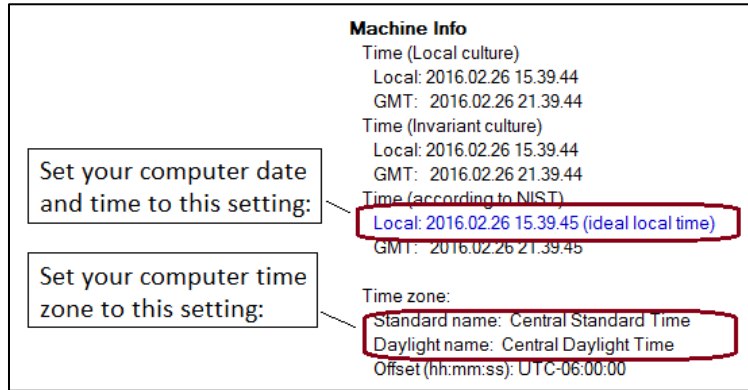 Machine Info
Time (Local culture)
Local: 2016.02.26 15.39.44
GMT: 2016.02.26 21.39.44
Time (Invariant culture)
Local: 2016.02.26 15.39.44
GMT: 2016.02.26 21.39.44
Set your computer date
and time to this setting:
Time (according to NIST)
Local: 2016.02.26 15.39.45 (ideal local time)
GMT: 2016.02.26 21.39.45
Set your computer time
zone to this setting:
Time zone:
Standard name: Central Standard Time
Daylight name: Central Daylight Time
Offset (hh:mm:ss): UTC-06:00:00